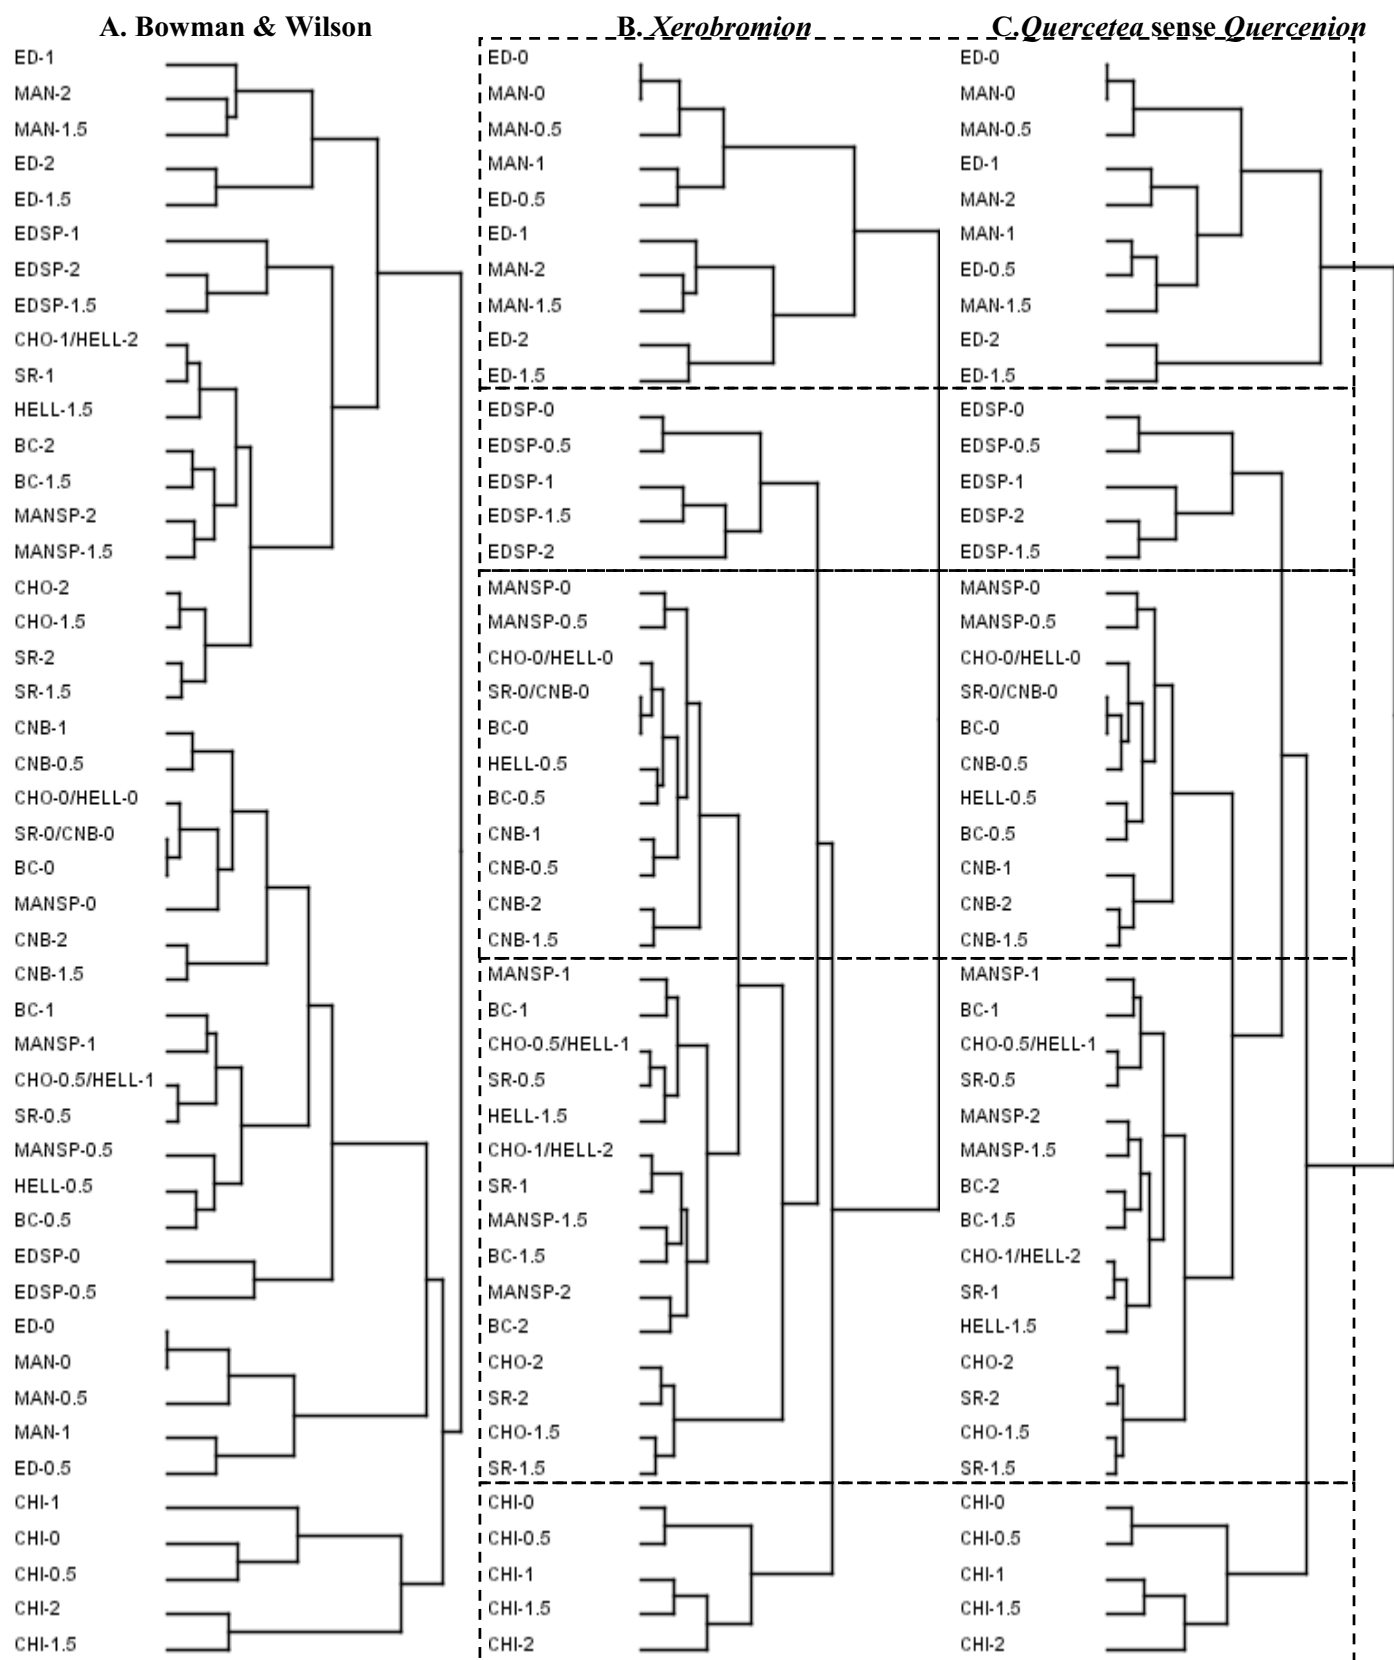 A. Bowman & Wilson
ED-1
MAN-2
MAN-1.5
ED-2
ED-1.5
EDSP-1
EDSP-2
EDSP-1.5
CHO-1/HELL-2
SR-1
HELL-1.5
BC-2
BC-1.5
MANSP-2
MANSP-1.5
CHO-2
CHO-1.5
SR-2
SR-1.5
CNB-1
CNB-0.5
CHO-0/HELL-0
SR-0/CNB-0
BC-0
MANSP-0
CNB-2
CNB-1.5
BC-1
MANSP-1
CHO-0.5/HELL-1
SR-0.5
MANSP-0.5
HELL-0.5
BC-0.5
EDSP-0
EDSP-0.5
ED-0
MAN-0
MAN-0.5
MAN-1
ED-0.5
CHI-1
CHI-0
CHI-0.5
CHI-2
CHI-1.5
B. Xerobromion
ED-0
MAN-0
MAN-0.5
MAN-1
ED-0.5
ED-1
MAN-2
MAN-1.5
ED-2
ED-1.5
EDSP-0
EDSP-0.5
EDSP-1
EDSP-1.5
EDSP-2
MANSP-0
MANSP-0.5
CHO-0/HELL-0
SR-0/CNB-0
BC-0
HELL-0.5
BC-0.5
CNB-1
CNB-0.5
CNB-2
CNB-1.5
MANSP-1
BC-1
CHO-0.5/HELL-1
SR-0.5
HELL-1.5
CHO-1/HELL-2
SR-1
MANSP-1.5
BC-1.5
MANSP-2
BC-2
CHO-2
SR-2
CHO-1.5
SR-1.5
CHI-0
CHI-0.5
CHI-1
CHI-1.5
CHI-2
C.Quercetea sense Quercenion
ED-0
MAN-0
MAN-0.5
ED-1
MAN-2
MAN-1
ED-0.5
MAN-1.5
ED-2
ED-1.5
EDSP-0
EDSP-0.5
EDSP-1
EDSP-2
EDSP-1.5
MANSP-0
MANSP-0.5
CHO-0/HELL-0
SR-0/CNB-0
BC-0
CNB-0.5
HELL-0.5
BC-0.5
CNB-1
CNB-2
CNB-1.5
MANSP-1
BC-1
CHO-0.5/HELL-1
SR-0.5
MANSP-2
MANSP-1.5
BC-2
BC-1.5
CHO-1/HELL-2
SR-1
HELL-1.5
CHO-2
SR-2
CHO-1.5
SR-1.5
CHI-0
CHI-0.5
CHI-1
CHI-1.5
CHI-2